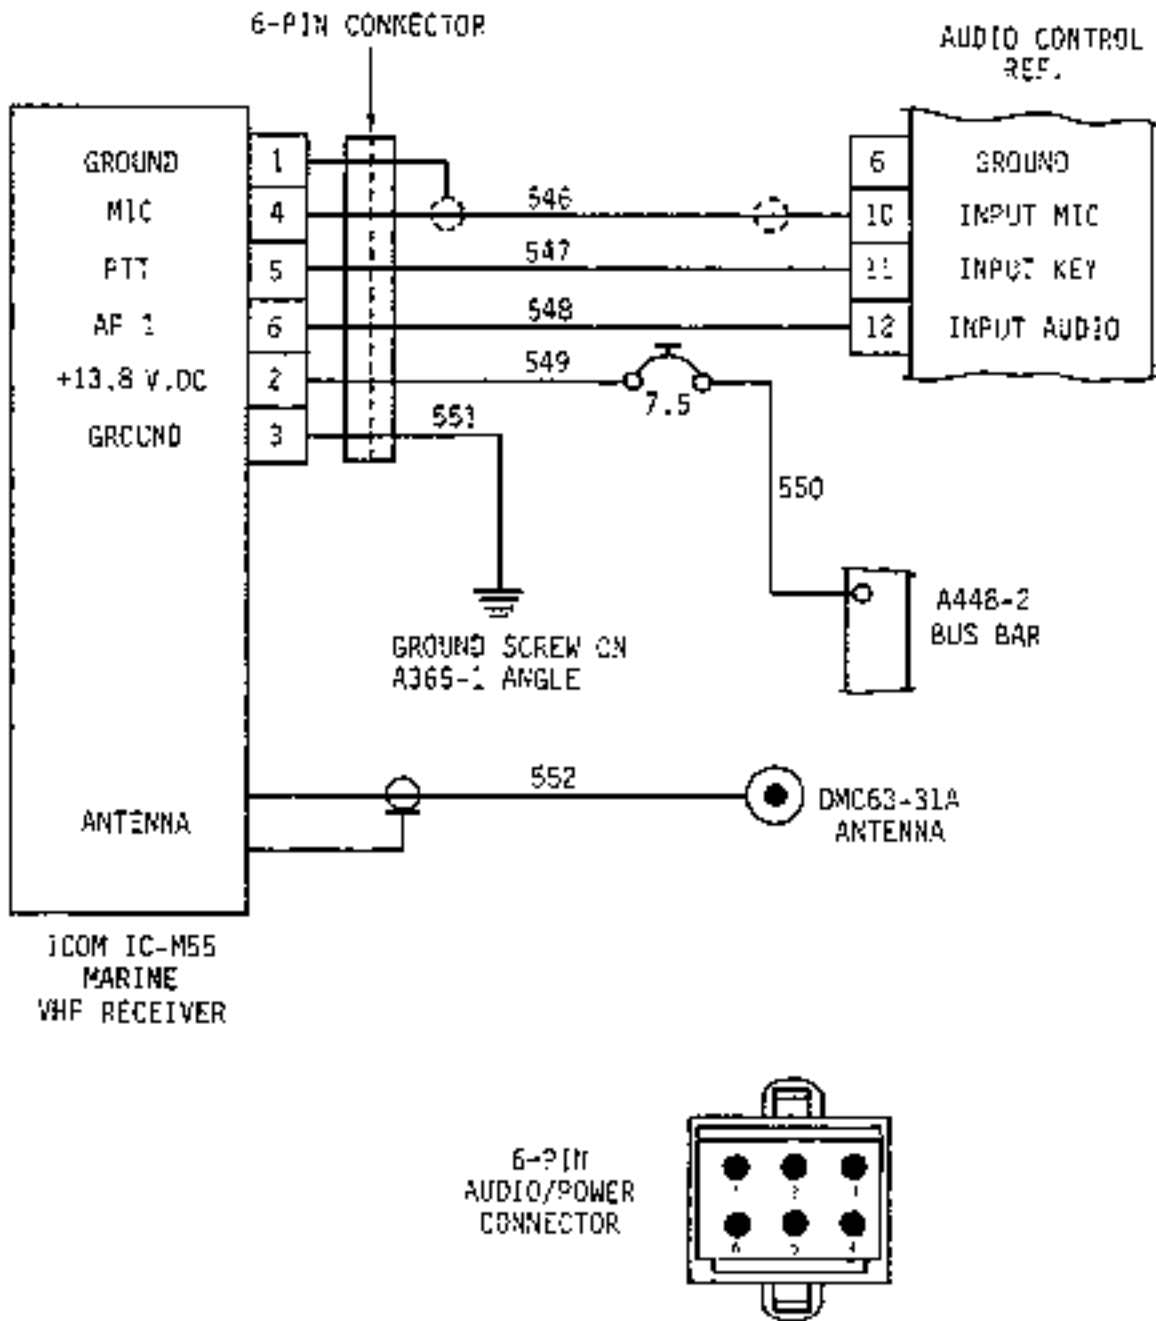 6-PIN CONNECTOR
AUDIO CONTROL
REF.
GROUND 1
MIC 4
PTT 5
AF 1 6
+13.8 V.DC 2
GROUND 3
546
547
548
549
7.5
551
550
6 GROUND
10 INPUT MIC
11 INPUT KEY
12 INPUT AUDIO
GROUND SCREW ON
ANGLE
A448-2
BUS BAR
ANTENNA
552
DMC63-31A
ANTENNA
iCOM IC-M55
MARINE
VHF RECEIVER
6-PIN
AUDIO/POWER
CONNECTOR